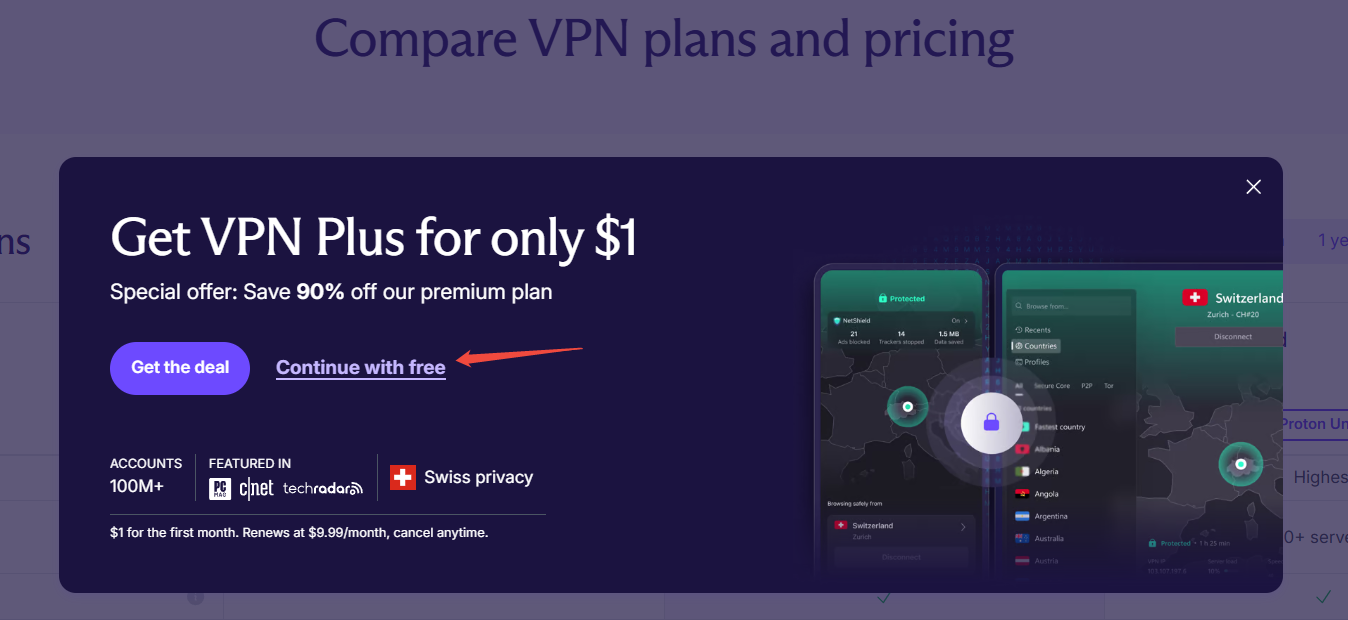 Compare VPN plans and pricing
ns
1 ye
Get VPN Plus for only $1
Special offer: Save 90% off our premium plan
Get the deal
Continue with free
ACCOUNTS
100M+
FEATURED IN
PC
MAG
c|net
techradar
Swiss privacy
$1 for the first month. Renews at $9.99/month, cancel anytime.
Protected
NetShield
On
21
14
1.5 MB
Ads blocked
Trackers stopped
Data saved
Browsing safely from
Switzerland
Zurich
Disconnect
Browse from...
Recents
Countries
Profiles
All
Secure Core
P2P
Tor
countries
Fastest country
Albania
Algeria
Angola
Argentina
Australia
Austria
Switzerland
Zurich - CH#20
Disconnect
Protected • 1 h 25 min
VPN IP
Server load
Proton Un
Highes
0+ serve